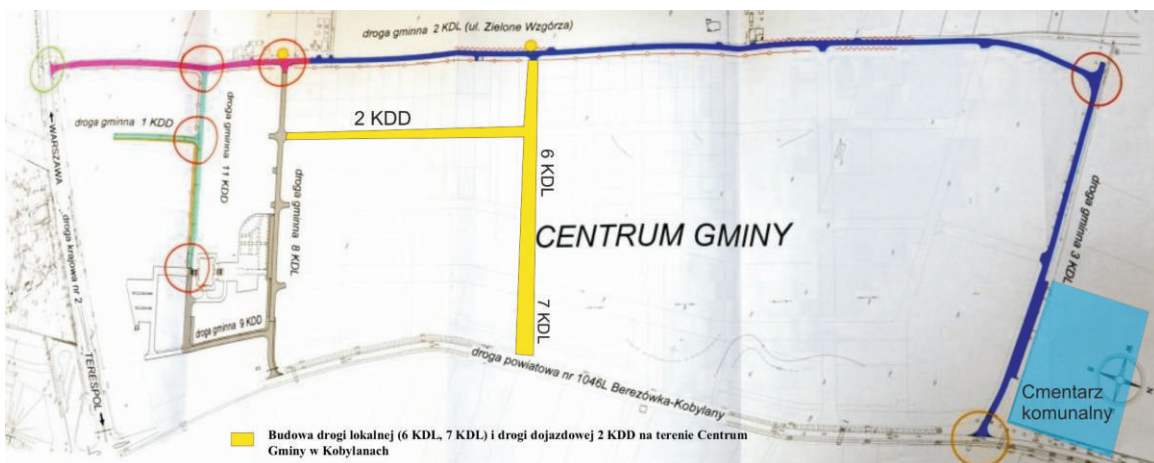 droga gminna 2 KDL (ul. Zielone Wzgórza)
droga gminna 1 KDD
2 KDD
WARSZAWA
droga gminna 11 KDD
6 KDL
droga gminna 8 KDL
droga gminna 3 KDL
CENTRUM GMINY
droga krajowa nr 2
7 KDL
droga gminna 9 KDD
TERESPOL
droga powiatowa nr 1046L Berezówka-Kobylany
Cmentarz
komunalny
N
Budowa drogi lokalnej (6 KDL, 7 KDL) i drogi dojazdowej 2 KDD na terenie Centrum
Gminy w Kobylanach